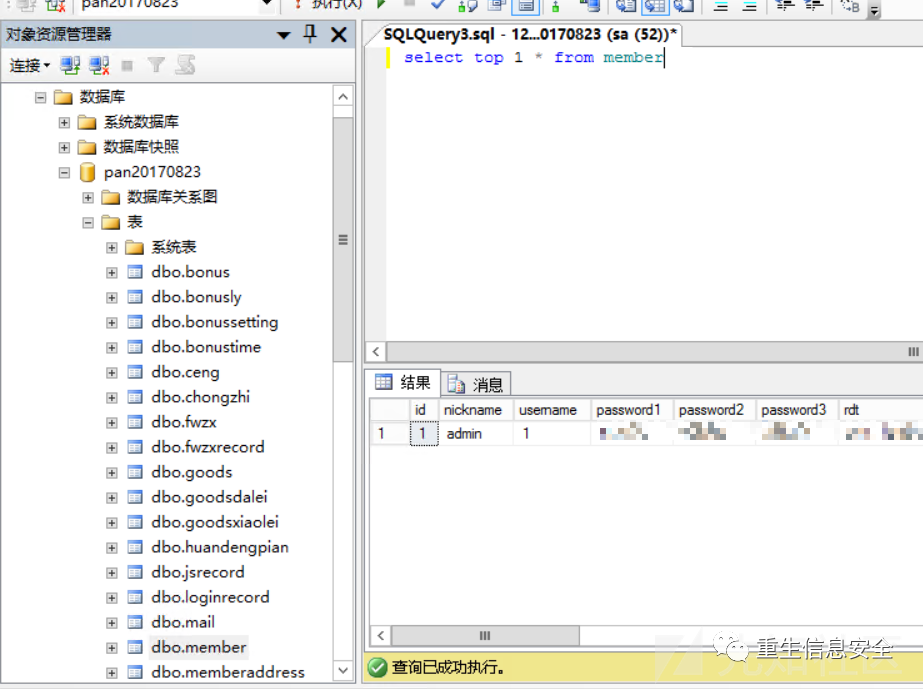 pan20170823
执行(X)
对象资源管理器
连接
数据库
系统数据库
数据库快照
pan20170823
数据库关系图
表
系统表
dbo.bonus
dbo.bonusly
dbo.bonussetting
dbo.bonustime
dbo.ceng
dbo.chongzhi
dbo.fwzx
dbo.fwzxrecord
dbo.goods
dbo.goodsdalei
dbo.goodsxiaolei
dbo.huandengpian
dbo.jsrecord
dbo.loginrecord
dbo.mail
dbo.member
dbo.memberaddress
SQLQuery3.sql - 12...0170823 (sa (52))*
select top 1 * from member
结果 消息
id nickname username password1 password2 password3 rdt
1 1 admin 1
查询已成功执行。
重生信息安全